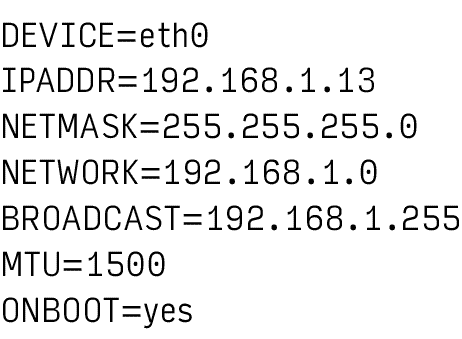 DEVICE=eth0
IPADDR=192.168.1.13
NETMASK=255.255.255.0
NETWORK=192.168.1.0
BROADCAST=192.168.1.255
MTU=1500
ONBOOT=yes